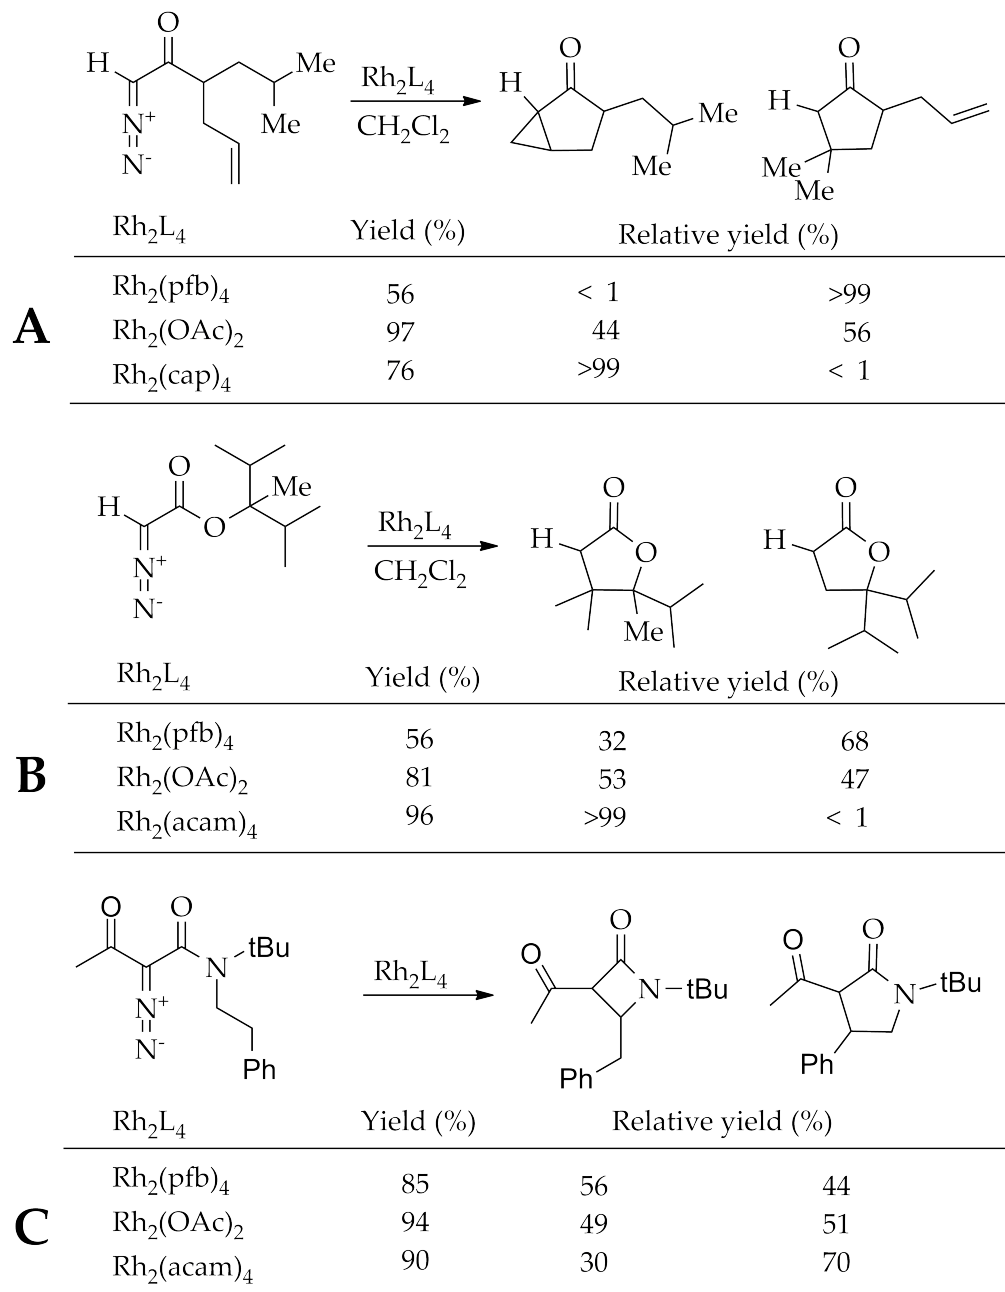 O O O
H Me H Me H
Rh2L4
CH2Cl2
N+ Me Me Me
N- Me
Rh2L4 Yield (%) Relative yield (%)
Rh2(pfb)4 56 < 1 >99
A Rh2(OAc)2 97 44 56
Rh2(cap)4 76 >99 < 1
O O O
H O Me H O H O
Rh2L4
CH2Cl2
N+
N- Me
Rh2L4 Yield (%) Relative yield (%)
Rh2(pfb)4 56 32 68
B Rh2(OAc)2 81 53 47
Rh2(acam)4 96 >99 < 1
O O O O O O
N tBu Rh2L4 N tBu N tBu
N+
N-
Ph Ph Ph
Rh2L4 Yield (%) Relative yield (%)
Rh2(pfb)4 85 56 44
C Rh2(OAc)2 94 49 51
Rh2(acam)4 90 30 70